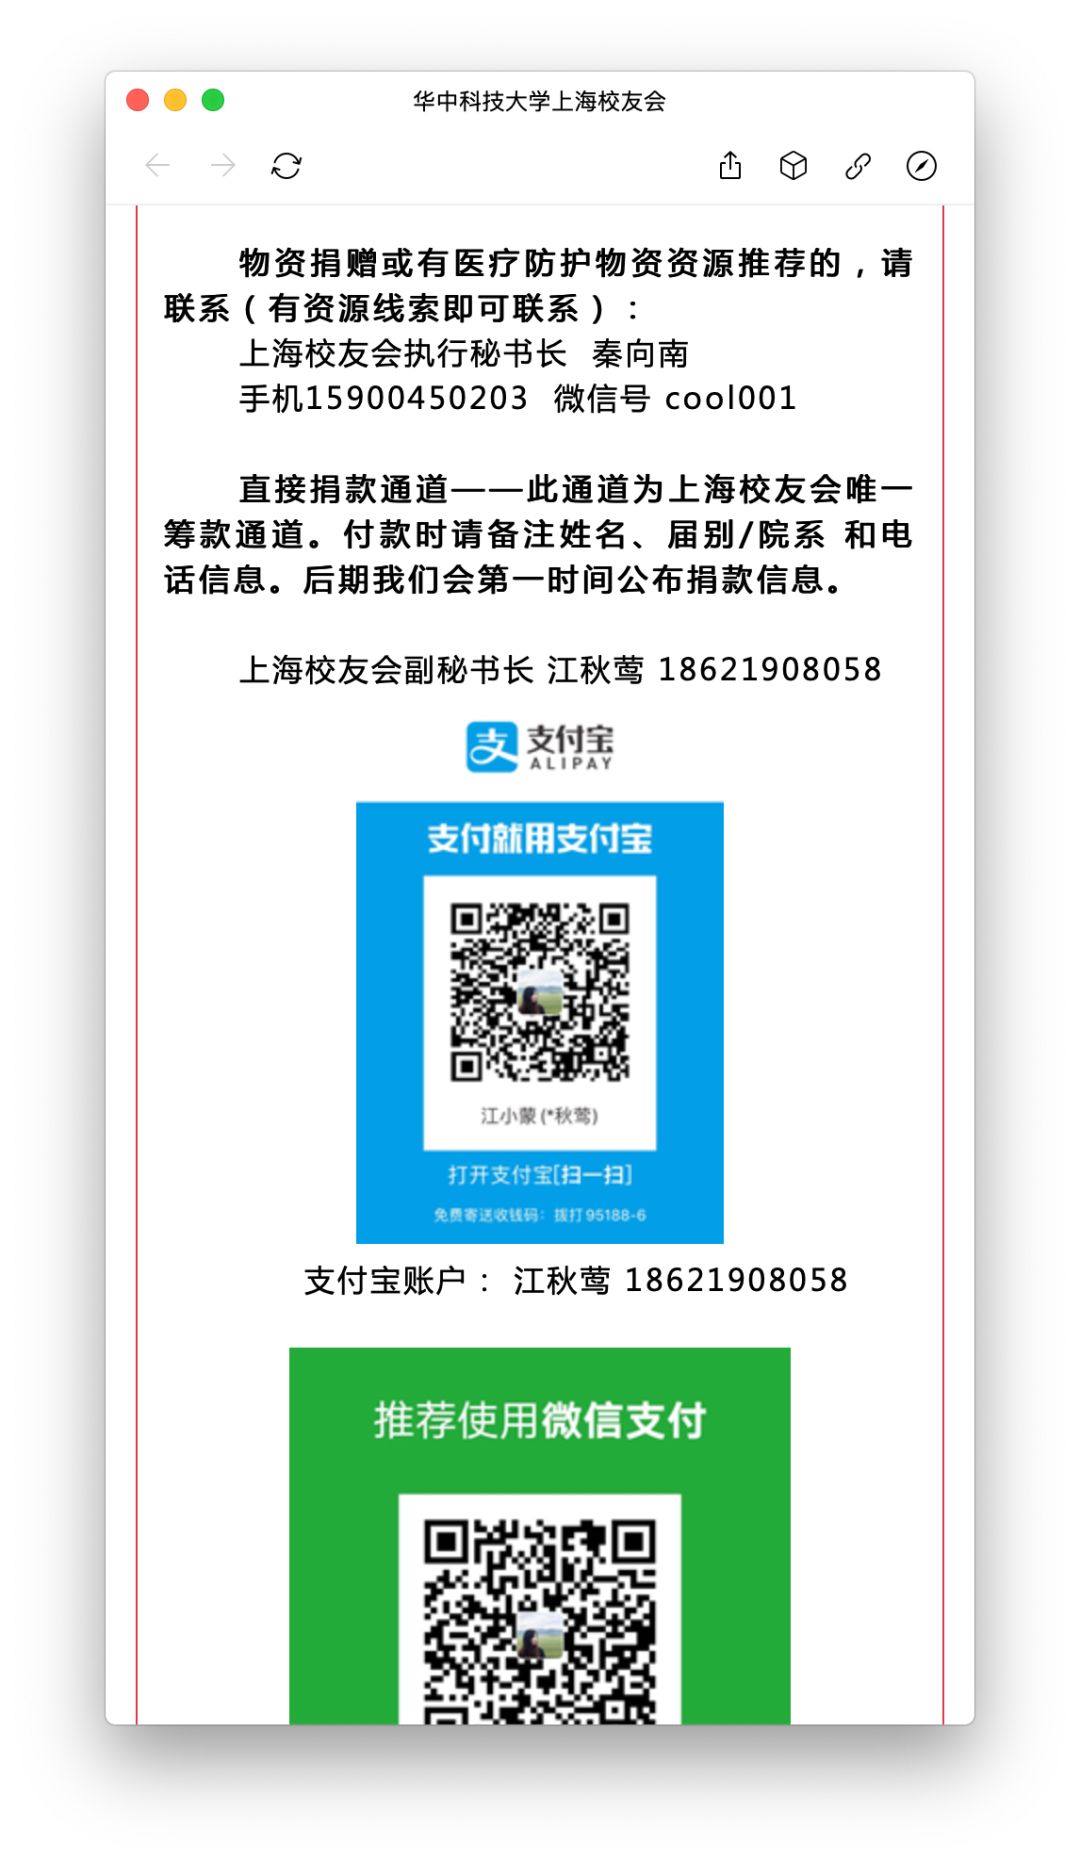 华中科技大学上海校友会
物资捐赠或有医疗防护物资资源推荐的，请
联系（有资源线索即可联系）：
上海校友会执行秘书长 秦向南
手机15900450203 微信号 cool001
直接捐款通道——此通道为上海校友会唯一
筹款通道。付款时请备注姓名、届别/院系 和电
话信息。后期我们会第一时间公布捐款信息。
上海校友会副秘书长 江秋莺 18621908058
支付宝
ALIPAY
支付就用支付宝
江小蒙 (*秋莺)
打开支付宝[扫一扫]
免费寄送收钱码：拨打 95188-6
支付宝账户： 江秋莺 18621908058
推荐使用微信支付